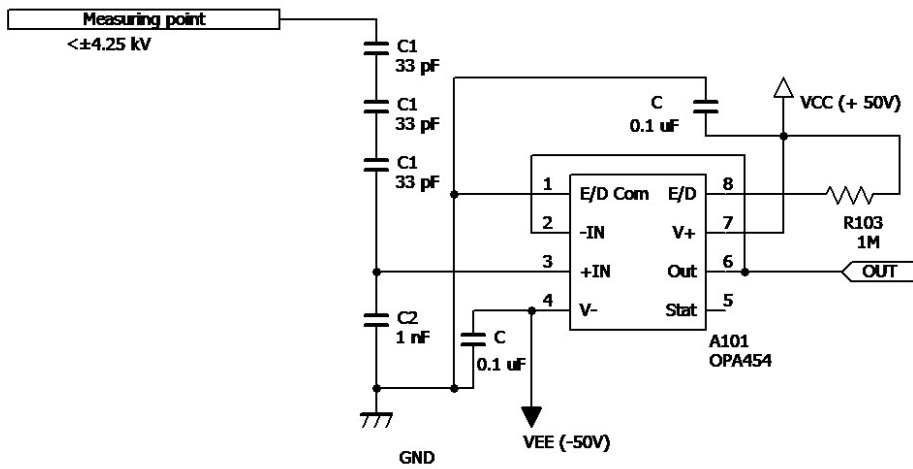 Measuring point
<±4.25 kV
C1
33 pF
C1
33 pF
C1
33 pF
C
0.1 uF
VCC (+ 50V)
1
E/D Com
E/D
8
2
-IN
V+
7
R103
1M
3
+IN
Out
6
OUT
4
V-
Stat
5
C2
1 nF
C
0.1 uF
A101
OPA454
VEE (-50V)
GND